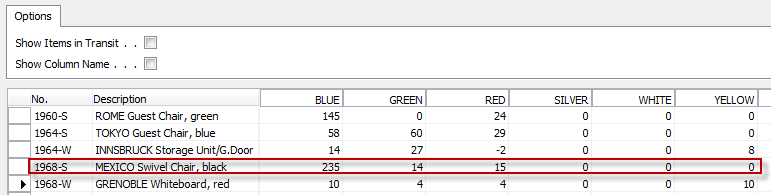 Options
Show Items in Transit . .
Show Column Name . . .
No. Description BLUE GREEN RED SILVER WHITE YELLOW
1960-S ROME Guest Chair, green 145 0 24 0 0 0
1964-S TOKYO Guest Chair, blue 58 60 29 0 0 0
1964-W INNSBRUCK Storage Unit/G.Door 14 27 -2 0 0 8
1968-S MEXICO Swivel Chair, black 235 14 15 0 0 0
1968-W GRENOBLE Whiteboard, red 10 4 4 0 0 10